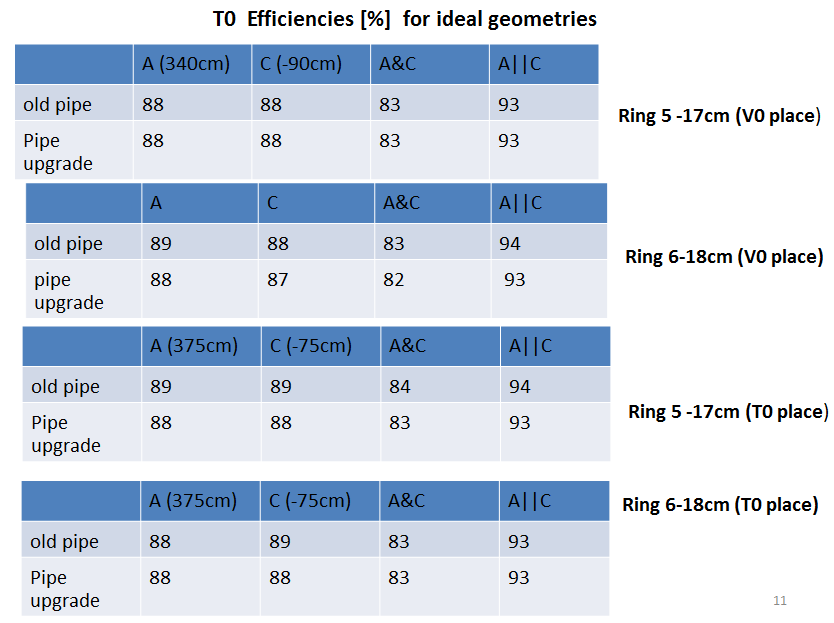 T0 Efficiencies [%] for ideal geometries
A (340cm) C (-90cm) A&C A||C
old pipe 88 88 83 93
Pipe 88 88 83 93
upgrade
Ring 5 -17cm (V0 place)
A C A&C A||C
old pipe 89 88 83 94
pipe 88 87 82 93
upgrade
Ring 6-18cm (V0 place)
A (375cm) C (-75cm) A&C A||C
old pipe 89 89 84 94
Pipe 88 88 83 93
upgrade
Ring 5 -17cm (T0 place)
A (375cm) C (-75cm) A&C A||C
old pipe 88 89 83 93
Pipe 88 88 83 93
upgrade
Ring 6-18cm (T0 place)
11